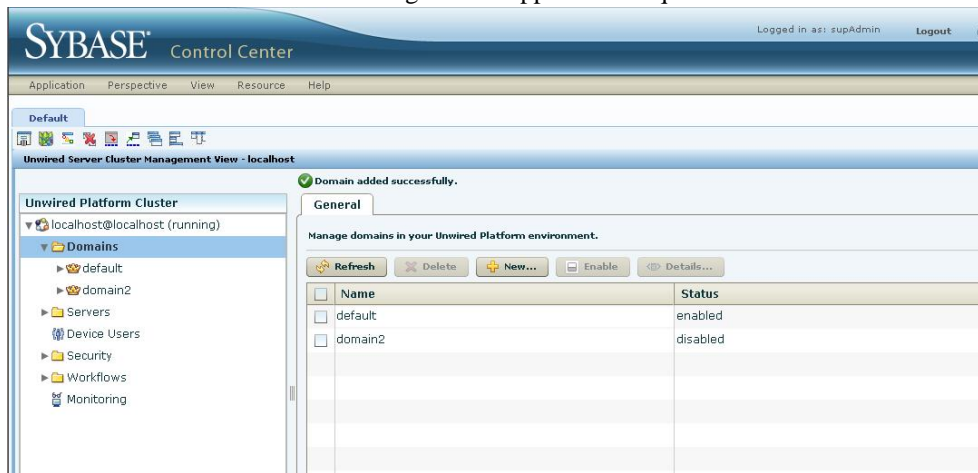 Logged in as: supAdmin Logout
SYBASE® Control Center
Application Perspective View Resource Help
Default
Unwired Server Cluster Management View - localhost
Domain added successfully.
Unwired Platform Cluster
General
localhost@localhost (running)
Manage domains in your Unwired Platform environment.
Domains
Refresh Delete New... Enable Details...
default
domain2
Servers
Device Users
Security
Workflows
Monitoring
Name Status
default enabled
domain2 disabled